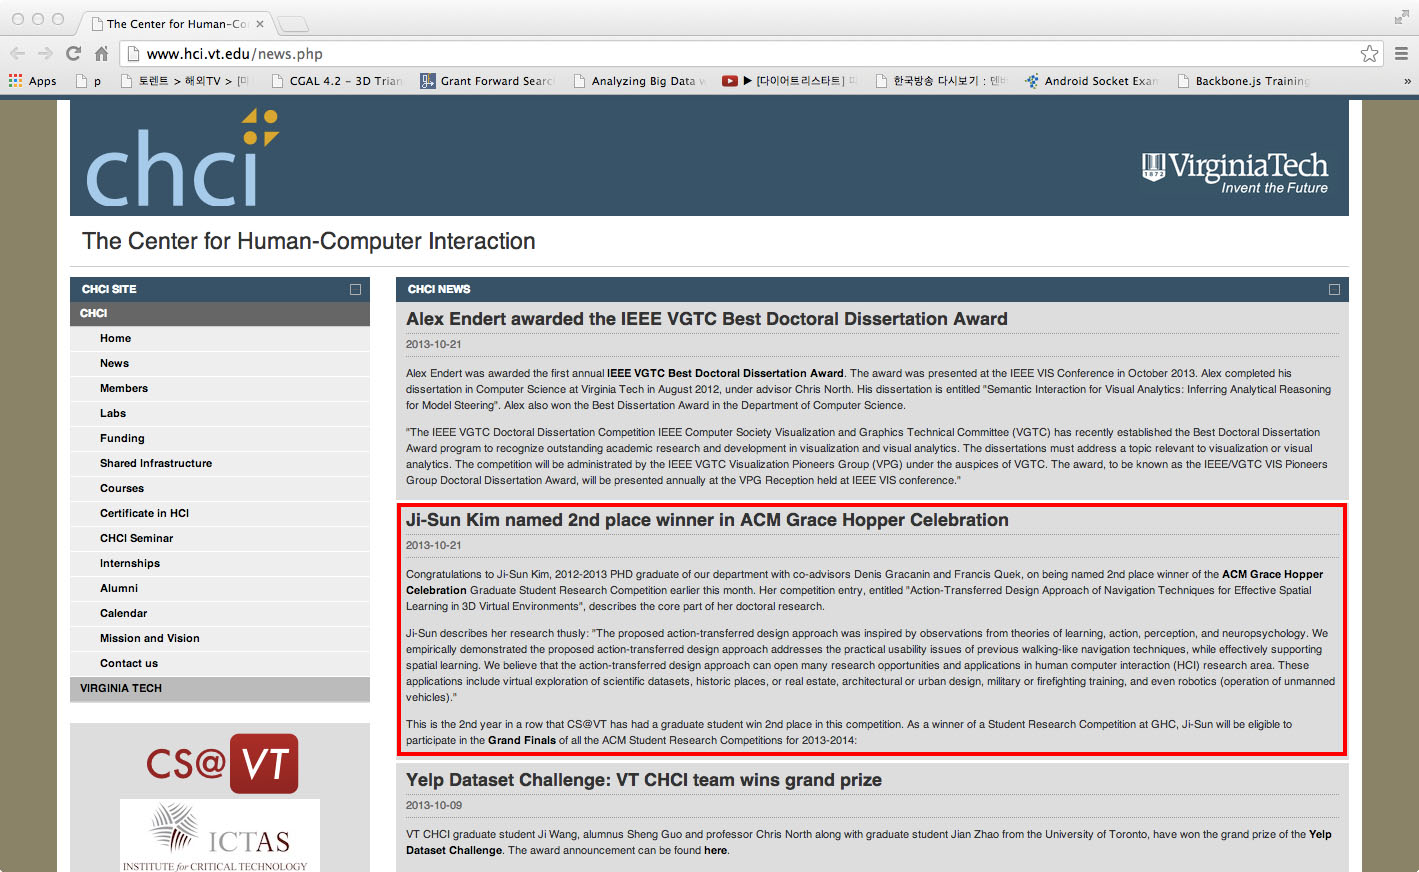 The Center for Human-Co
www.hci.vt.edu/news.php
Apps p 토렌트 > 해외TV > [미 CGAL 4.2 - 3D Trian Grant Forward Searc Analyzing Big Data w ▶ [다이어트리스타트] 한국방송 다시보기 : 덴 Android Socket Exam Backbone.js Training »
chci
VirginiaTech
1872
Invent the Future
The Center for Human-Computer Interaction
CHCI SITE
CHCI
Home
News
Members
Labs
Funding
Shared Infrastructure
Courses
Certificate in HCI
CHCI Seminar
Internships
Alumni
Calendar
Mission and Vision
Contact us
VIRGINIA TECH
CS@VT
ICTAS
INSTITUTE for CRITICAL TECHNOLOGY
CHCI NEWS
Alex Endert awarded the IEEE VGTC Best Doctoral Dissertation Award
2013-10-21
Alex Endert was awarded the first annual IEEE VGTC Best Doctoral Dissertation Award. The award was presented at the IEEE VIS Conference in October 2013. Alex completed his
dissertation in Computer Science at Virginia Tech in August 2012, under advisor Chris North. His dissertation is entitled "Semantic Interaction for Visual Analytics: Inferring Analytical Reasoning
for Model Steering". Alex also won the Best Dissertation Award in the Department of Computer Science.
"The IEEE VGTC Doctoral Dissertation Competition IEEE Computer Society Visualization and Graphics Technical Committee (VGTC) has recently established the Best Doctoral Dissertation
Award program to recognize outstanding academic research and development in visualization and visual analytics. The dissertations must address a topic relevant to visualization or visual
analytics. The competition will be administrated by the IEEE VGTC Visualization Pioneers Group (VPG) under the auspices of VGTC. The award, to be known as the IEEE/VGTC VIS Pioneers
Group Doctoral Dissertation Award, will be presented annually at the VPG Reception held at IEEE VIS conference."
Ji-Sun Kim named 2nd place winner in ACM Grace Hopper Celebration
2013-10-21
Congratulations to Ji-Sun Kim, 2012-2013 PHD graduate of our department with co-advisors Denis Gracanin and Francis Quek, on being named 2nd place winner of the ACM Grace Hopper
Celebration Graduate Student Research Competition earlier this month. Her competition entry, entitled "Action-Transferred Design Approach of Navigation Techniques for Effective Spatial
Learning in 3D Virtual Environments", describes the core part of her doctoral research.
Ji-Sun describes her research thusly: "The proposed action-transferred design approach was inspired by observations from theories of learning, action, perception, and neuropsychology. We
empirically demonstrated the proposed action-transferred design approach addresses the practical usability issues of previous walking-like navigation techniques, while effectively supporting
spatial learning. We believe that the action-transferred design approach can open many research opportunities and applications in human computer interaction (HCI) research area. These
applications include virtual exploration of scientific datasets, historic places, or real estate, architectural or urban design, military or firefighting training, and even robotics (operation of unmanned
vehicles)."
This is the 2nd year in a row that CS@VT has had a graduate student win 2nd place in this competition. As a winner of a Student Research Competition at GHC, Ji-Sun will be eligible to
participate in the Grand Finals of all the ACM Student Research Competitions for 2013-2014:
Yelp Dataset Challenge: VT CHCI team wins grand prize
2013-10-09
VT CHCI graduate student Ji Wang, alumnus Sheng Guo and professor Chris North along with graduate student Jian Zhao from the University of Toronto, have won the grand prize of the Yelp
Dataset Challenge. The award announcement can be found here.